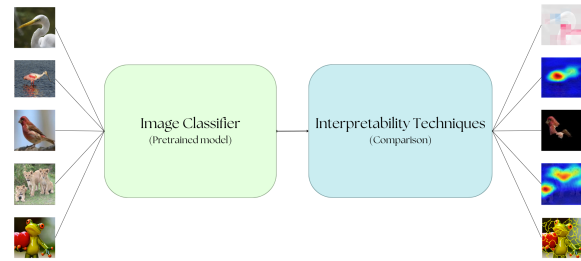 Image Classifier
(Pretrained model)
Interpretability Techniques
(Comparison)